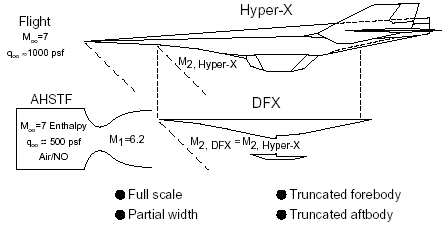 Flight
M∞=7
q∞ ≈1000 psf
Hyper-X
M2, Hyper-X
AHSTF
M∞=7 Enthalpy
q∞ ≈ 500 psf
Air/NO
M1=6.2
DFX
M2, DFX = M2, Hyper-X
● Full scale
● Partial width
● Truncated forebody
● Truncated aftbody